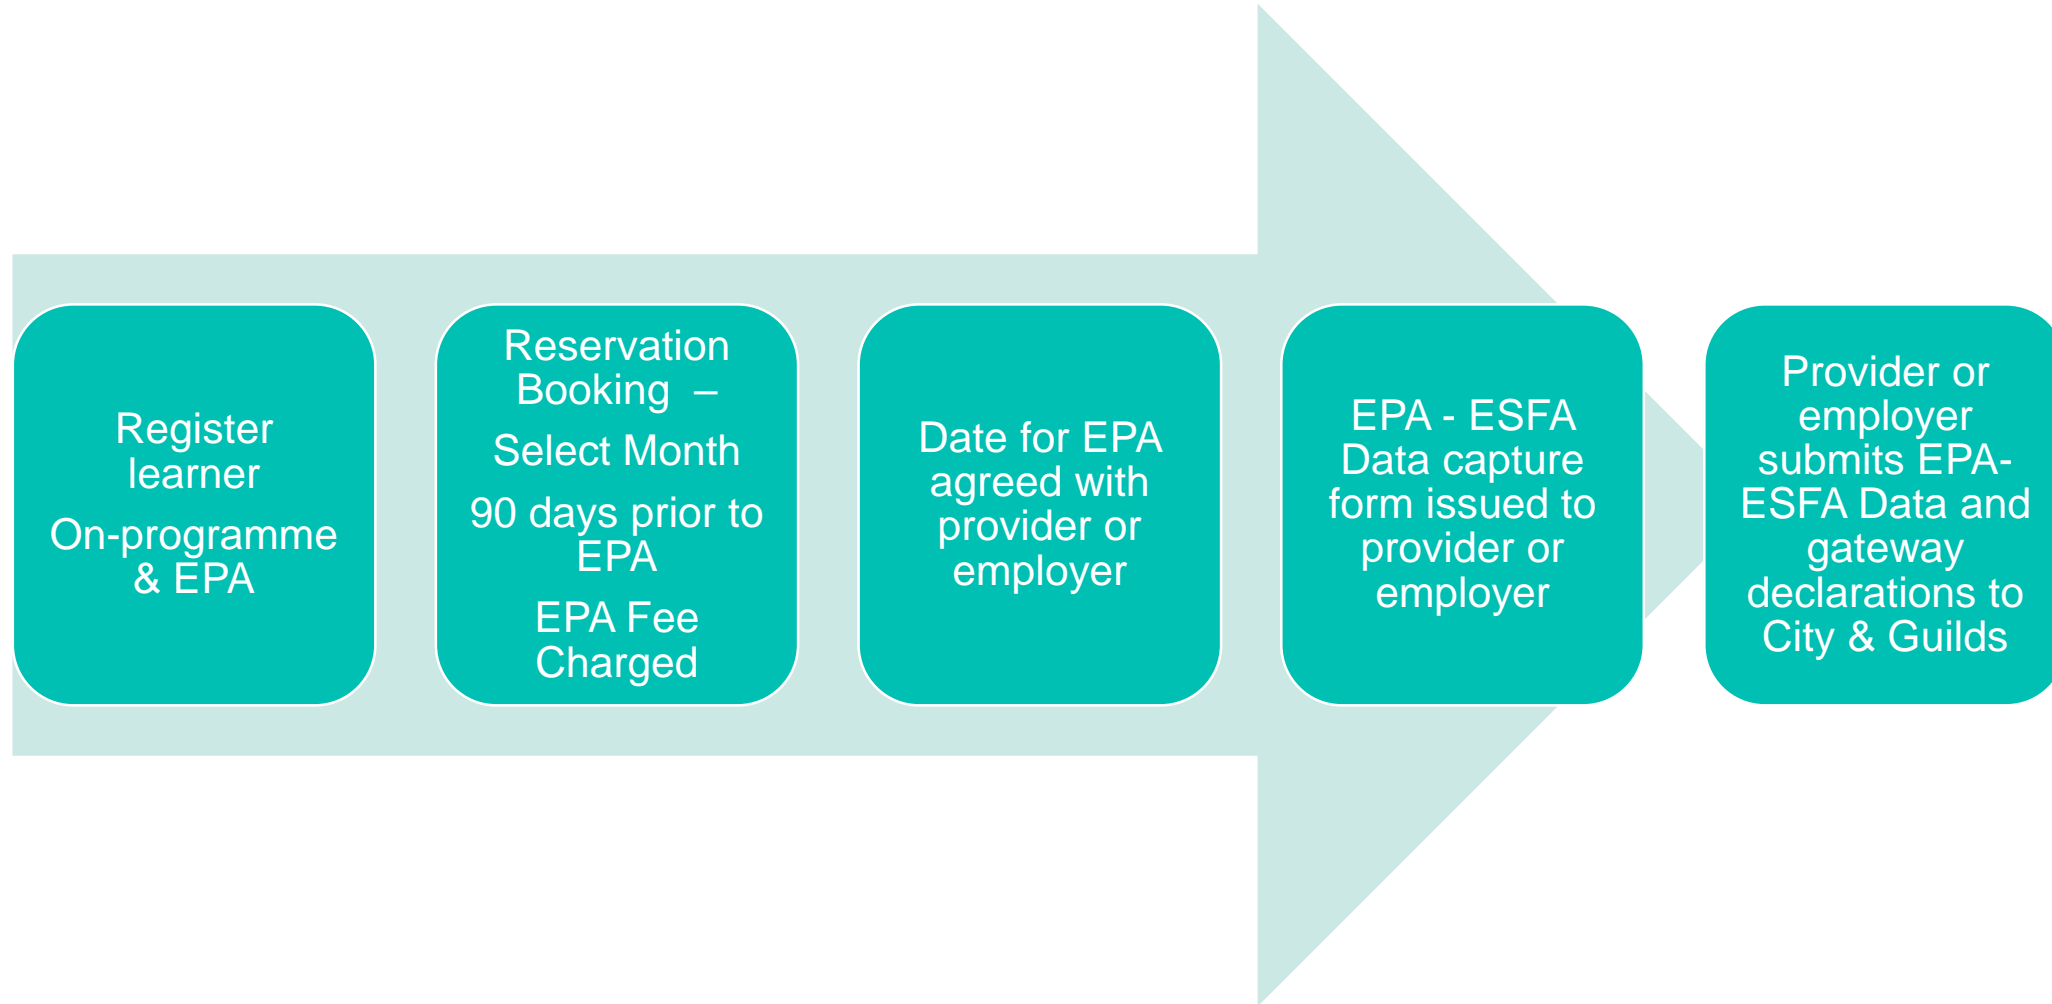 Register
learner
On-programme
& EPA
Reservation
Booking –
Select Month
90 days prior to
EPA
EPA Fee
Charged
Date for EPA
agreed with
provider or
employer
EPA - ESFA
Data capture
form issued to
provider or
employer
Provider or
employer
submits EPA-
ESFA Data and
gateway
declarations to
City & Guilds